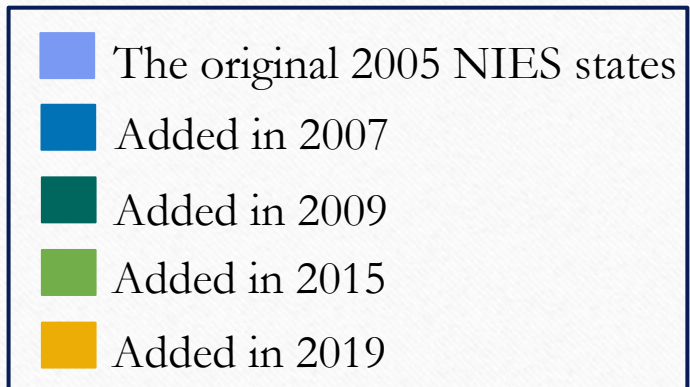 The original 2005 NIES states
Added in 2007
Added in 2009
Added in 2015
Added in 2019